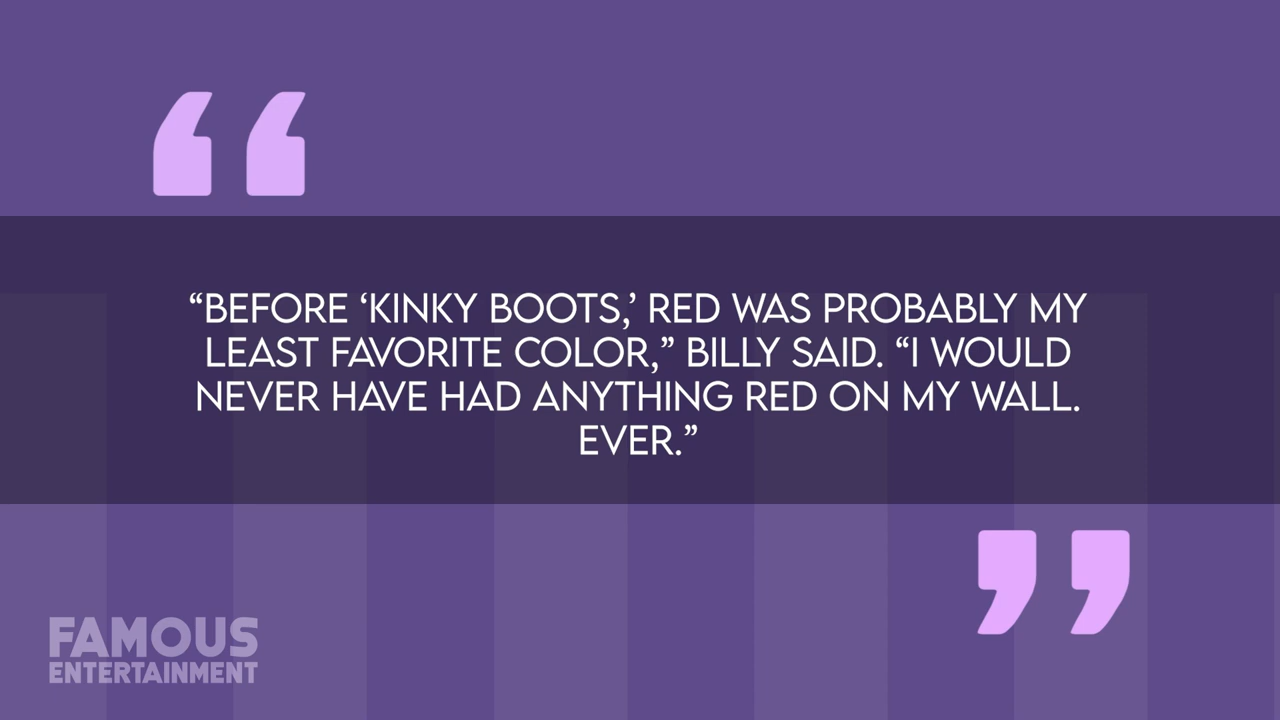 “BEFORE ‘KINKY BOOTS,’ RED WAS PROBABLY MY
LEAST FAVORITE COLOR,” BILLY SAID. “I WOULD
NEVER HAVE HAD ANYTHING RED ON MY WALL.
EVER.”
FAMOUS
ENTERTAINMENT